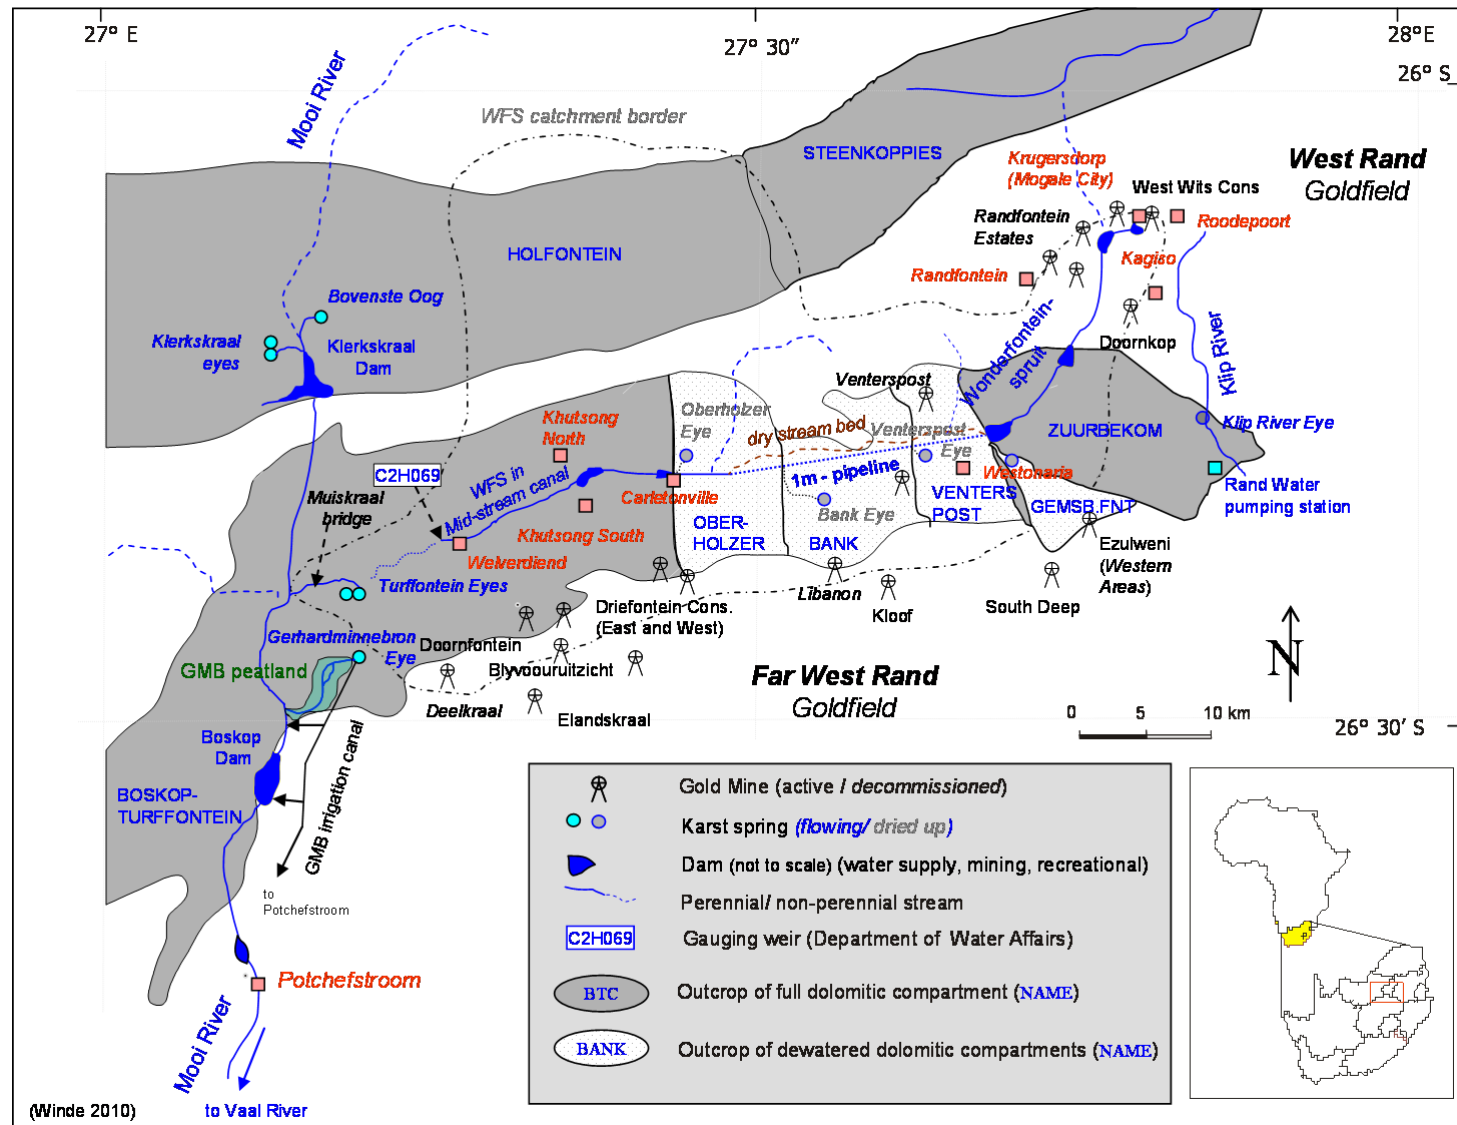 27° E
27° 30”
28°E
26° S
Mooi River
WFS catchment border
STEENKOPPIES
Krugersdorp
(Mogale City)
West Rand
Goldfield
West Wits Cons
Randfontein
Estates
Roodepoort
HOLFONTEIN
Randfontein
Kagiso
Bovenste Oog
Klerkskraal
eyes
Klerkskraal
Dam
Doornkop
Wonderfontein-
spruit
Klip River
Venterspost
Oberholzer
Eye
Khutsong
North
dry stream bed
Venterspost
Eye
ZUURBEKOM
Klip River Eye
C2H069
WFS in
Mid-stream canal
1m - pipeline
Westonaria
Muiskraal
bridge
Carletonville
Bank Eye
VENTERS
POST
GEMSB.FNT
Rand Water
pumping station
Khutsong South
OBER-
HOLZER
BANK
Welverdiend
Ezulweni
(Western
Areas)
Turffontein Eyes
Libanon
Kloof
South Deep
Driefontein Cons.
(East and West)
Gerhardminnebron
Eye
Doornfontein
GMB peatland
Blyvoouruitzicht
Far West Rand
Goldfield
N
Deelkraal
Elandskraal
0 5 10 km
26° 30’ S
Boskop
Dam
BOSKOP-
TURFFONTEIN
GMB irrigation canal
to
Potchefstroom
Gold Mine (active / decommissioned)
Karst spring (flowing/ dried up)
Dam (not to scale) (water supply, mining, recreational)
Perennial/ non-perennial stream
C2H069 Gauging weir (Department of Water Affairs)
BTC Outcrop of full dolomitic compartment (NAME)
BANK Outcrop of dewatered dolomitic compartments (NAME)
Potchefstroom
Mooi River
to Vaal River
(Winde 2010)